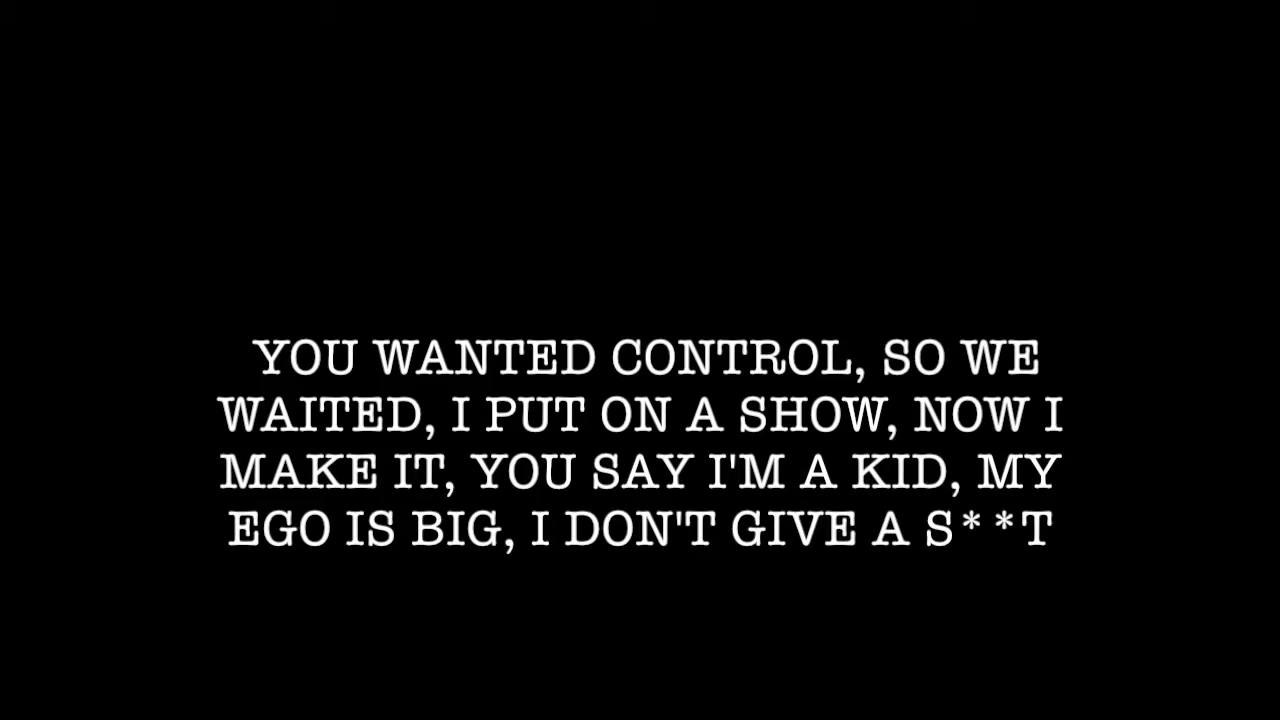 YOU WANTED CONTROL, SO WE
WAITED, I PUT ON A SHOW, NOW I
MAKE IT, YOU SAY I'M A KID, MY
EGO IS BIG, I DON'T GIVE A S**T